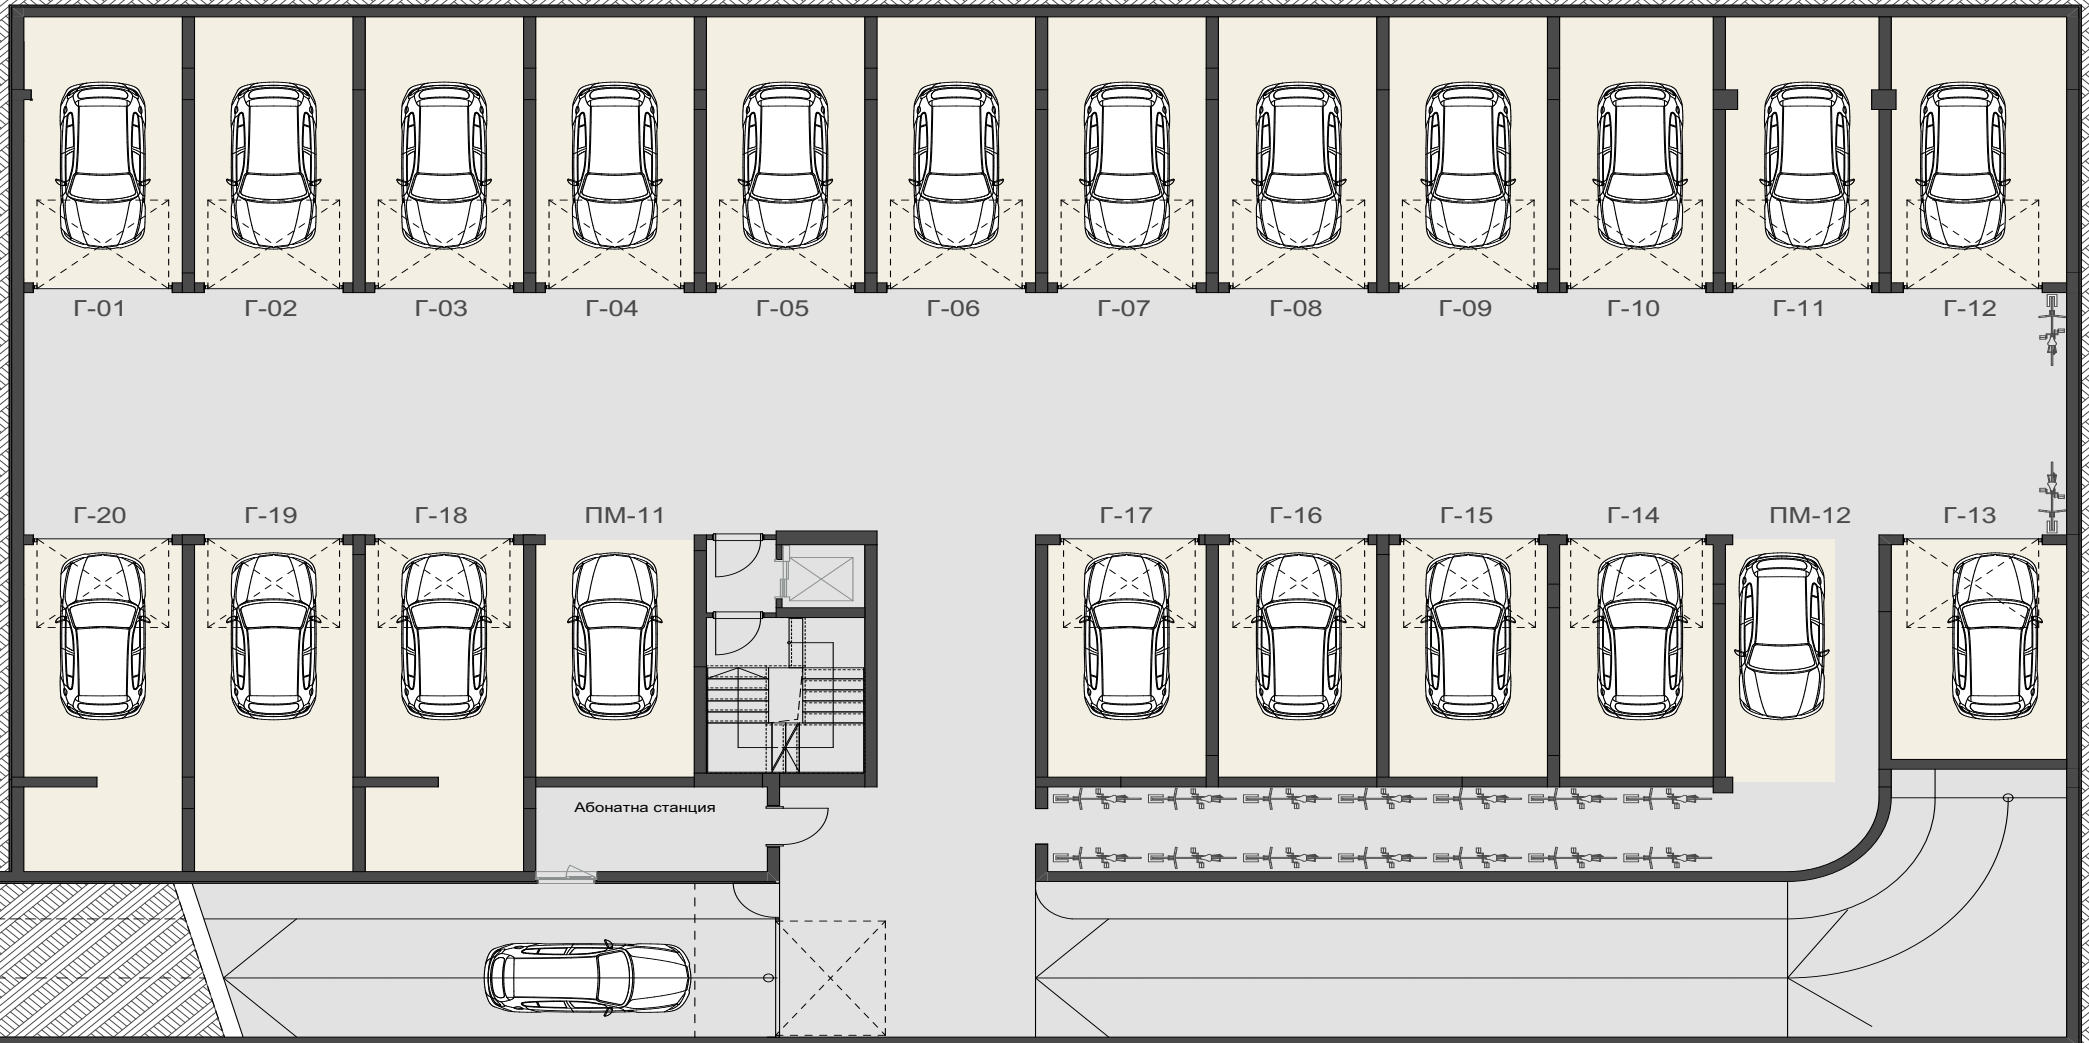 Г-01
Г-02
Г-03
Г-04
Г-05
Г-06
Г-07
Г-08
Г-09
Г-10
Г-11
Г-12
Г-20
Г-19
Г-18
ПМ-11
Г-17
Г-16
Г-15
Г-14
ПМ-12
Г-13
Абонатна станция